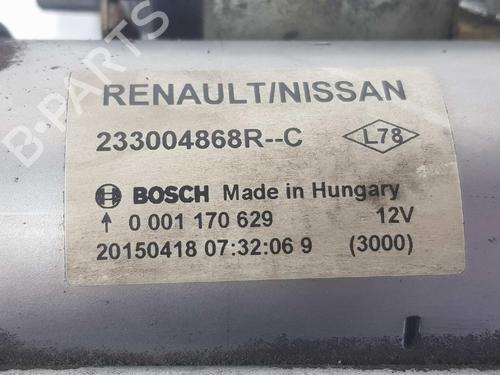 RENAULT/NISSAN
233004868R--C L78
BOSCH Made in Hungary
↑ 0 001 170 629 12V
20150418 07:32:06 9 (3000)
B-PARTS